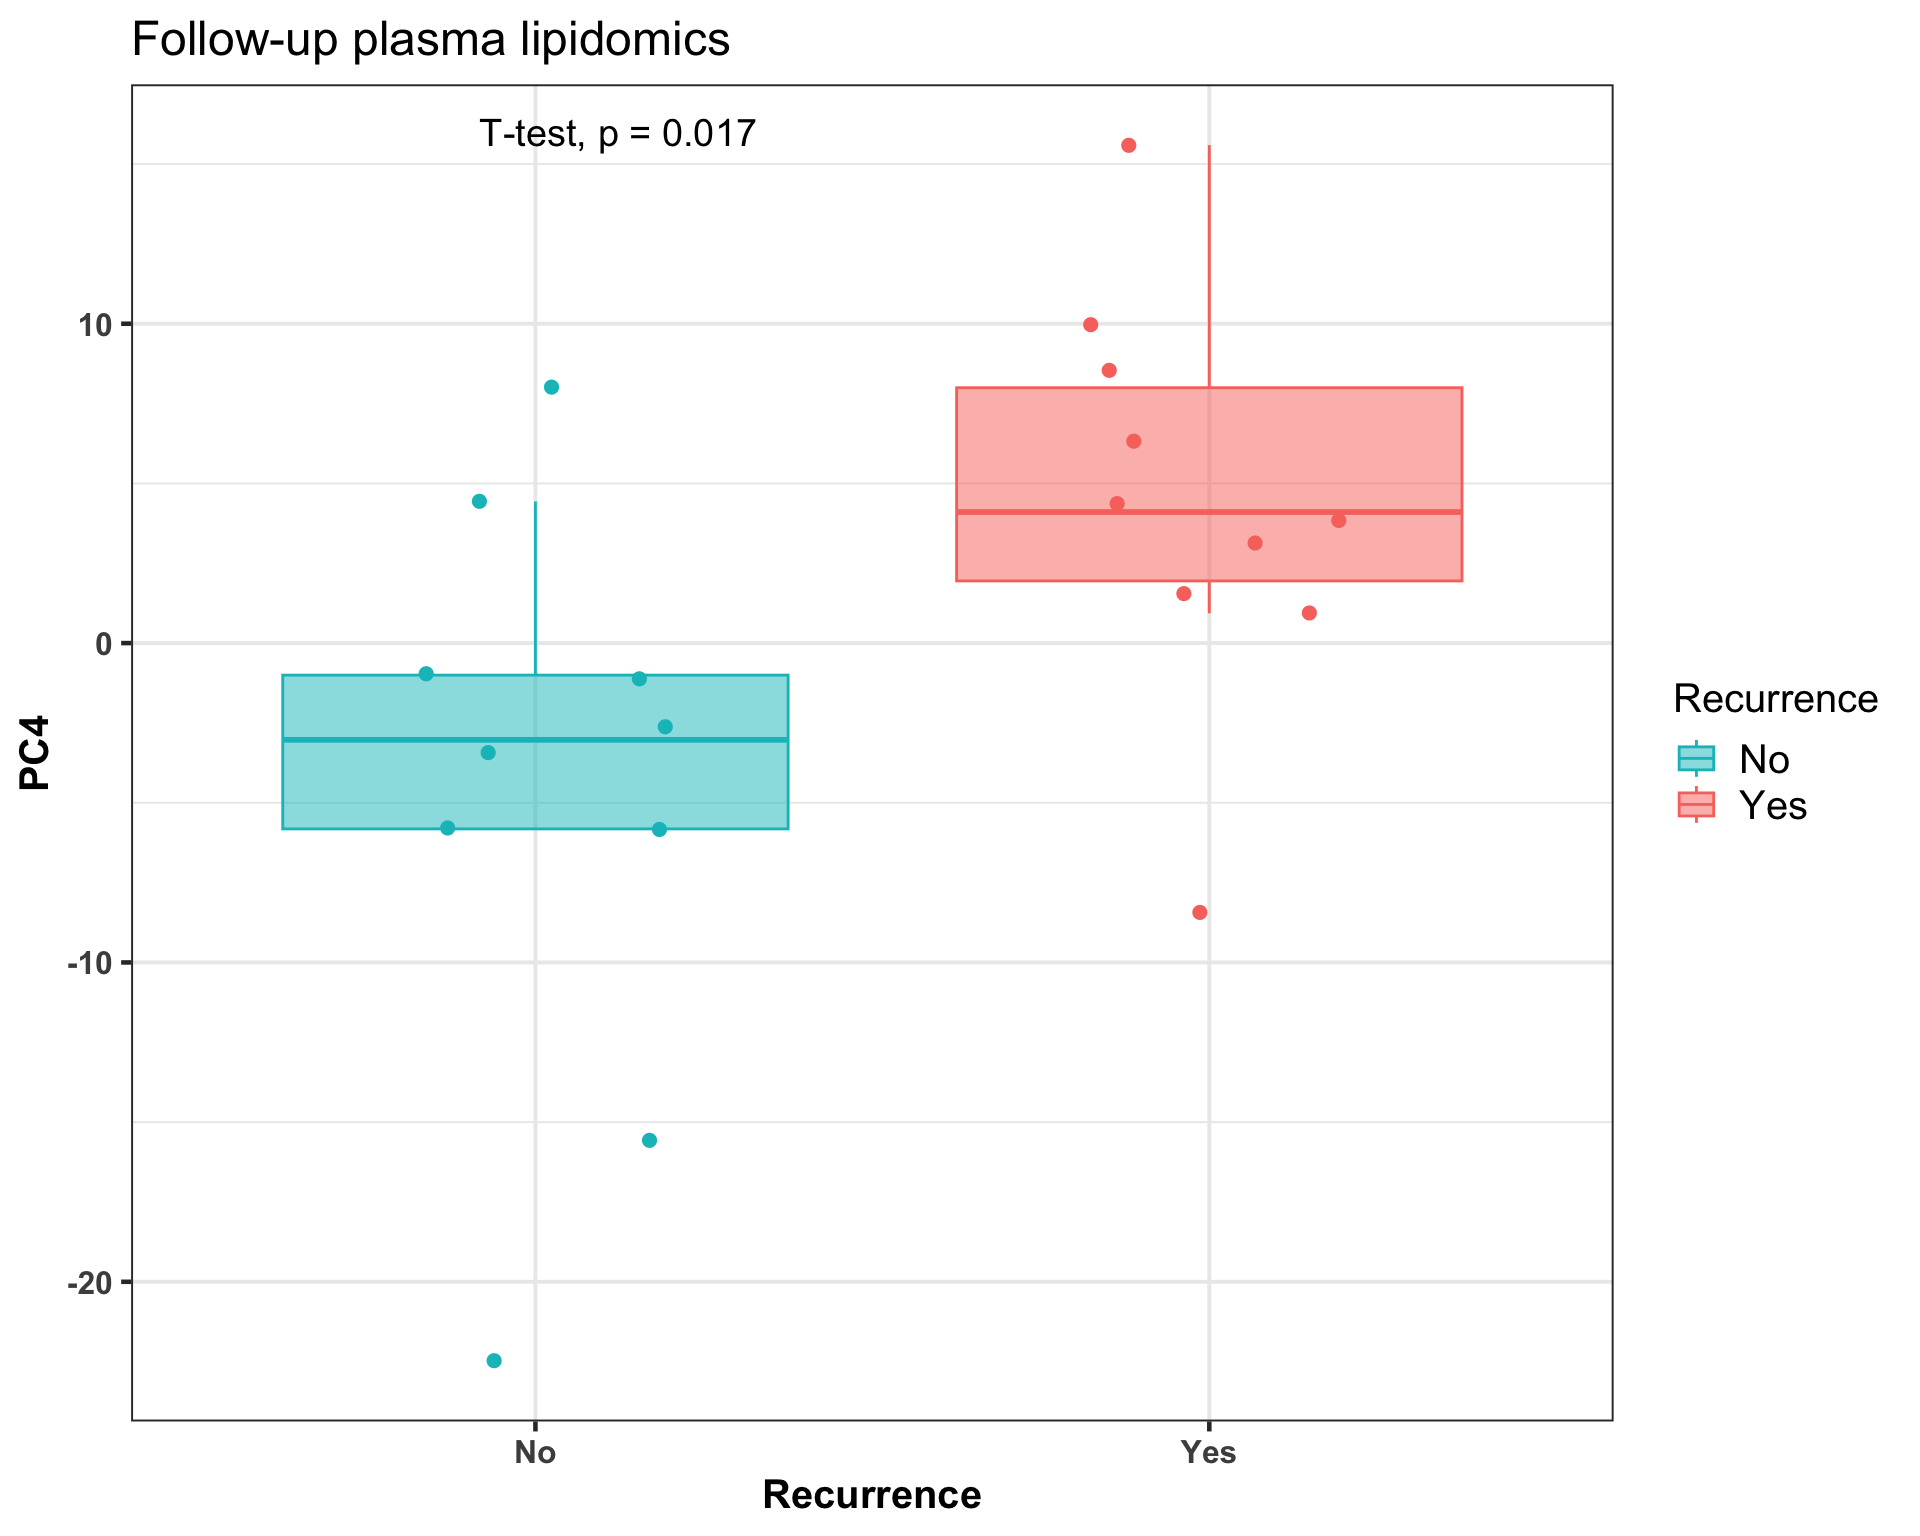 Follow-up plasma lipidomics
T-test, p = 0.017
10
0
-10
-20
PC4
No
Yes
Recurrence
Recurrence
No
Yes